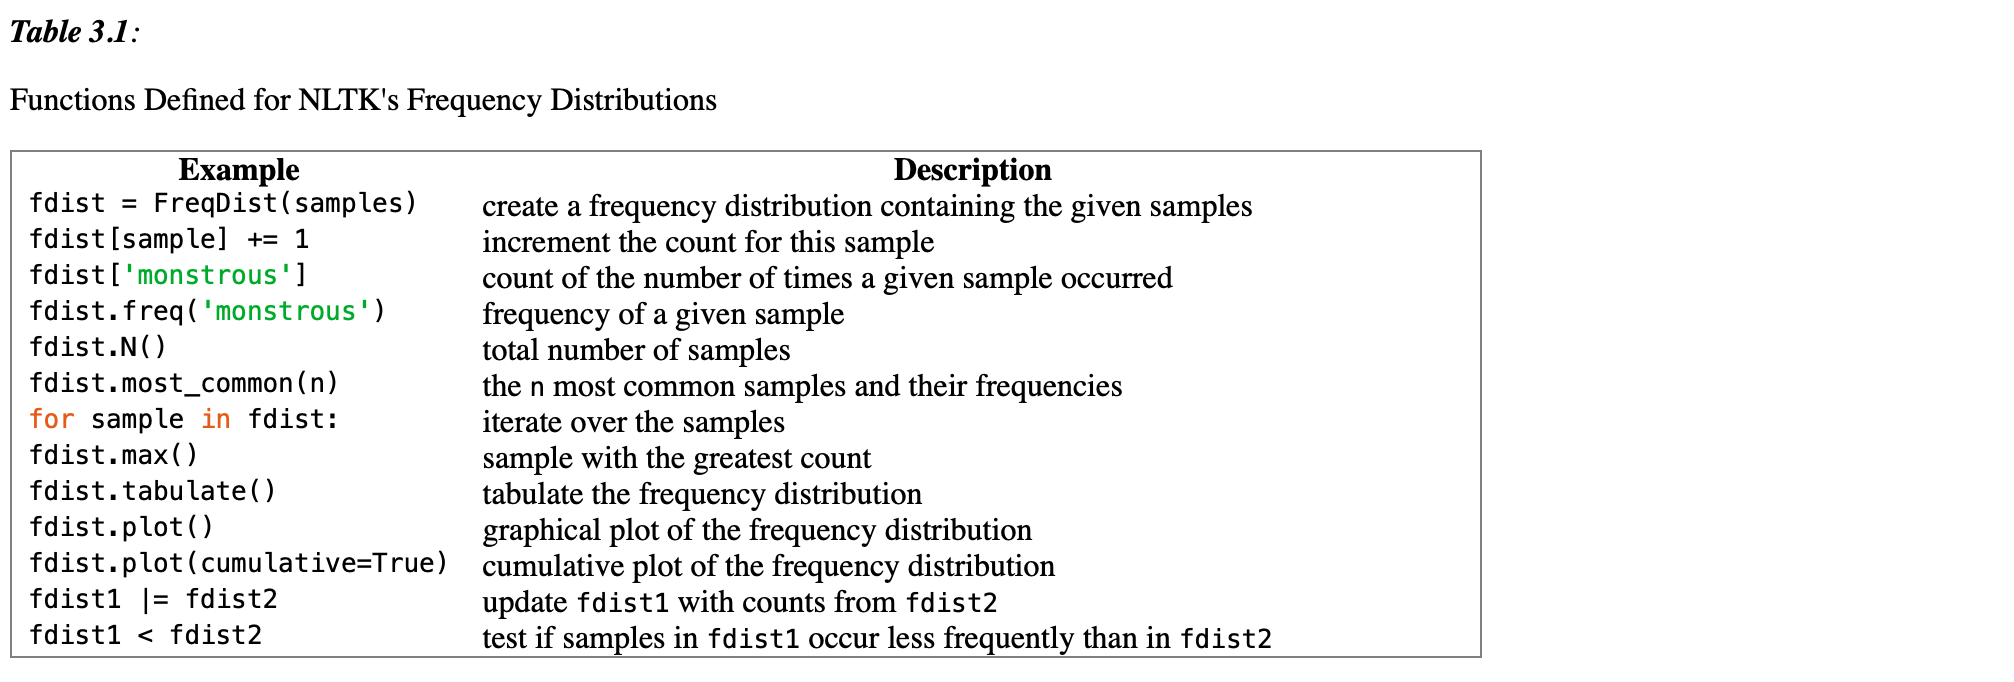 Table 3.1:
Functions Defined for NLTK's Frequency Distributions
Example Description
fdist = FreqDist(samples) create a frequency distribution containing the given samples
fdist[sample] += 1 increment the count for this sample
fdist['monstrous'] count of the number of times a given sample occurred
fdist.freq('monstrous') frequency of a given sample
fdist.N() total number of samples
fdist.most_common(n) the n most common samples and their frequencies
for sample in fdist: iterate over the samples
fdist.max() sample with the greatest count
fdist.tabulate() tabulate the frequency distribution
fdist.plot() graphical plot of the frequency distribution
fdist.plot(cumulative=True) cumulative plot of the frequency distribution
fdist1 |= fdist2 update fdist1 with counts from fdist2
fdist1 < fdist2 test if samples in fdist1 occur less frequently than in fdist2